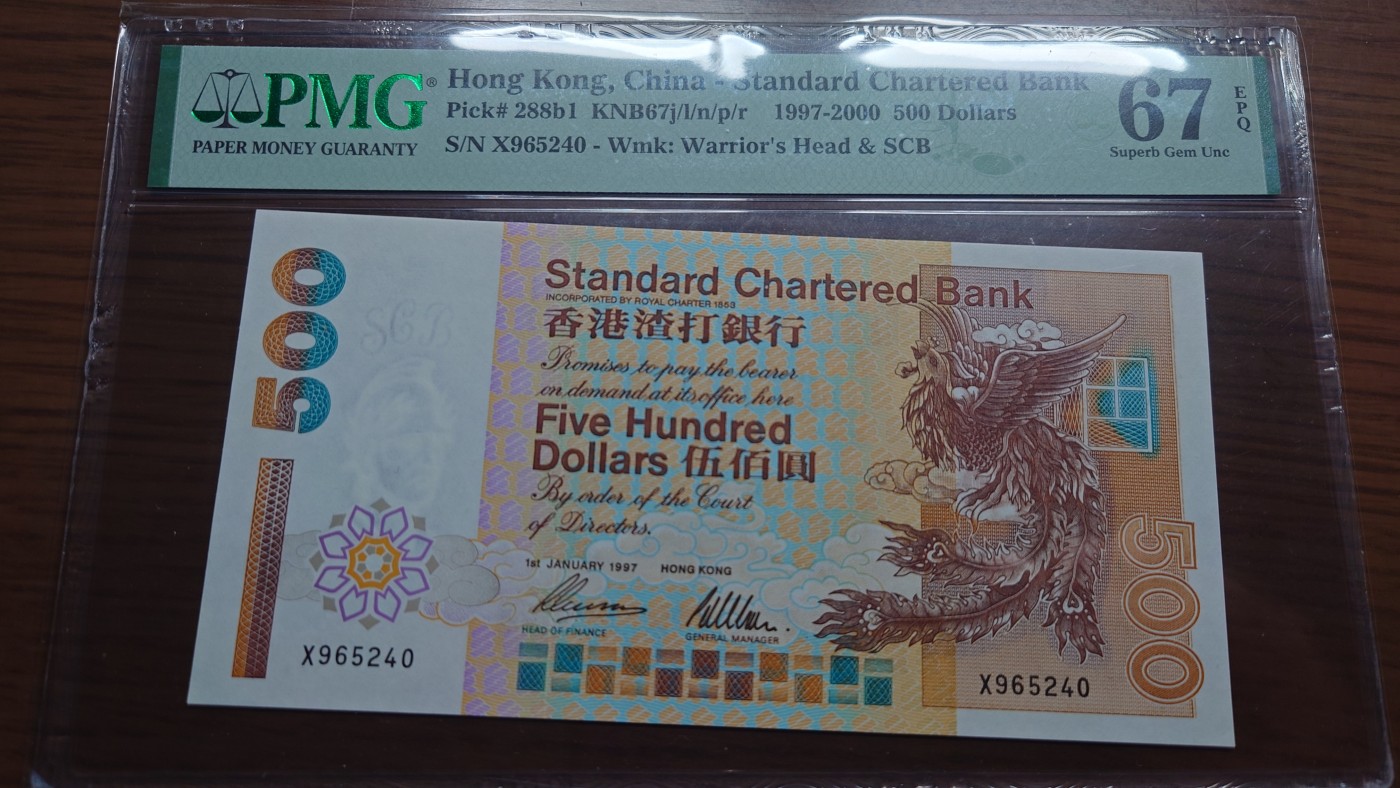 PMG®
PAPER MONEY GUARANTY
Hong Kong, China - Standard Chartered Bank
Pick# 288b1 KNB67j/l/n/p/r 1997-2000 500 Dollars
S/N X965240 - Wmk: Warrior's Head & SCB
67
EPQ
Superb Gem Unc
500
SCB
Standard Chartered Bank
INCORPORATED BY ROYAL CHARTER 1853
香港渣打銀行
Promises to pay the bearer
on demand at its office here
Five Hundred
Dollars 伍佰圓
By order of the Court
of Directors.
1st JANUARY 1997 HONG KONG
HEAD OF FINANCE
GENERAL MANAGER
X965240
X965240
500